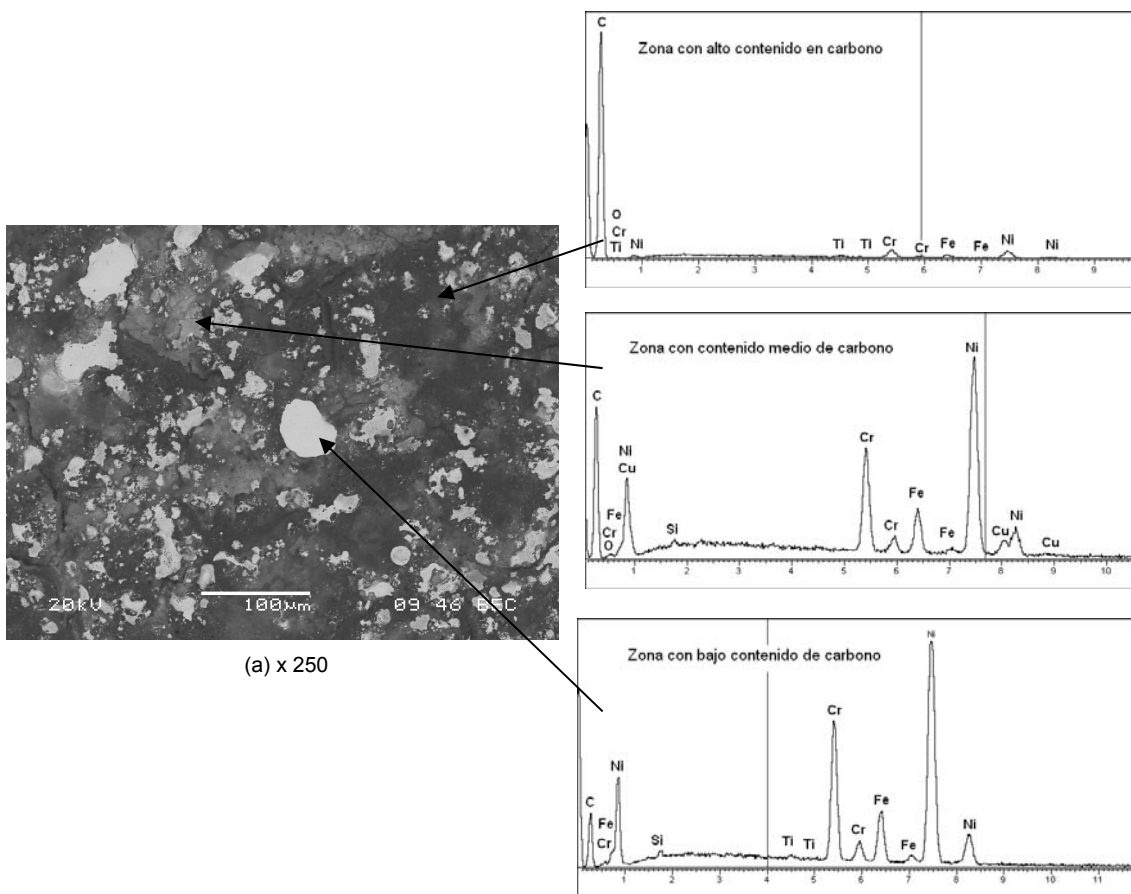 Zona con alto contenido en carbono
C
O
Cr
Ti
Ni
Ti
Ti
Cr
Cr
Fe
Fe
Ni
Ni
1 2 3 4 5 6 7 8 9
Zona con contenido medio de carbono
C
Fe
Cr
O
Ni
Cu
Si
Cr
Cr
Fe
Fe
Ni
Cu
Ni
Cu
1 2 3 4 5 6 7 8 9 10
20kV 100µm 09 46 BEC
(a) x 250
Zona con bajo contenido de carbono
C
Fe
Cr
Ni
Si
Ti
Ti
Cr
Cr
Fe
Fe
Ni
Ni
1 2 3 4 5 6 7 8 9 10 11